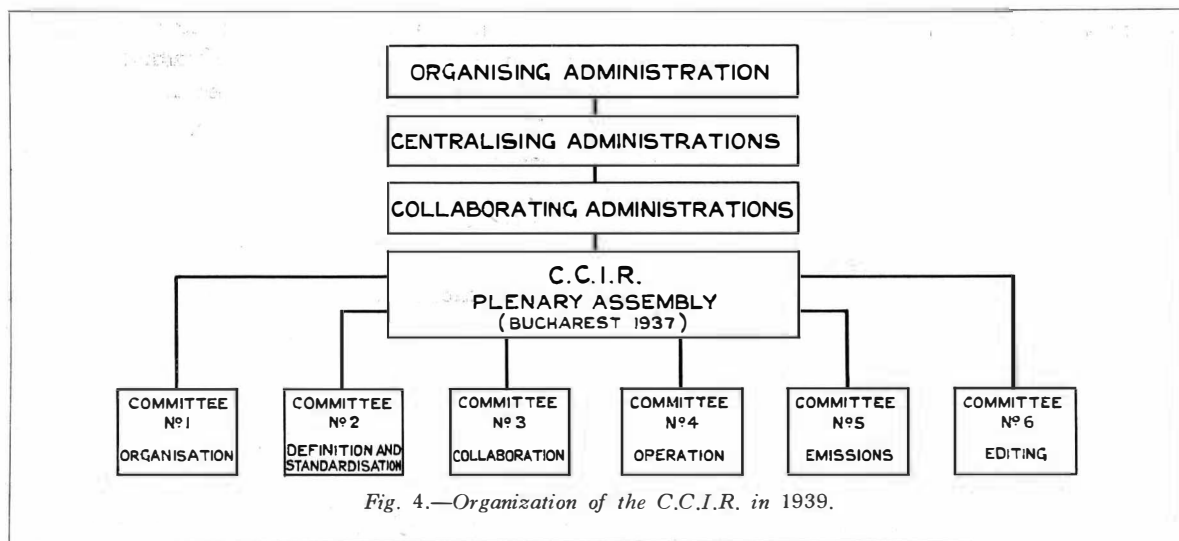 ORGANISING ADMINISTRATION
CENTRALISING ADMINISTRATIONS
COLLABORATING ADMINISTRATIONS
C.C.I.R.
PLENARY ASSEMBLY
(BUCHAREST 1937)
COMMITTEE
Nº 1
ORGANISATION
COMMITTEE
Nº 2
DEFINITION AND
STANDARDISATION
COMMITTEE
Nº 3
COLLABORATION
COMMITTEE
Nº 4
OPERATION
COMMITTEE
Nº 5
EMISSIONS
COMMITTEE
Nº 6
EDITING
Fig. 4.—Organization of the C.C.I.R. in 1939.